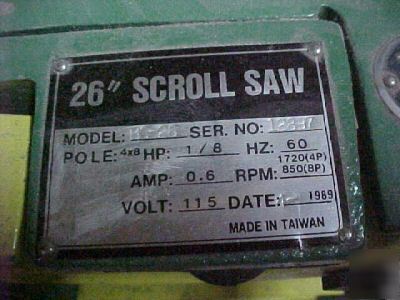 26" SCROLL SAW
MODEL: SER. NO:
POLE: 4x8 HP: 1/8 HZ: 60
AMP: 0.6 RPM: 1720(4P) 850(8P)
VOLT: 115 DATE: 1989
MADE IN TAIWAN